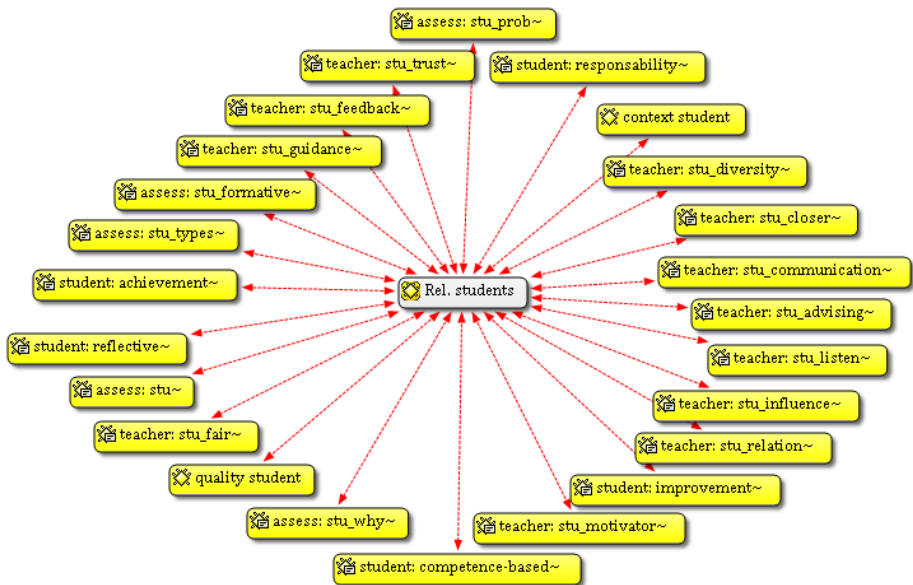 assess: stu_prob~
teacher: stu_trust~
student: responsability~
teacher: stu_feedback~
context student
teacher: stu_guidance~
teacher: stu_diversity~
assess: stu_formative~
teacher: stu_closer~
assess: stu_types~
teacher: stu_communication~
student: achievement~
Rel. students
teacher: stu_advising~
student: reflective~
teacher: stu_listen~
assess: stu~
teacher: stu_influence~
teacher: stu_fair~
teacher: stu_relation~
quality student
student: improvement~
assess: stu_why~
teacher: stu_motivator~
student: competence-based~